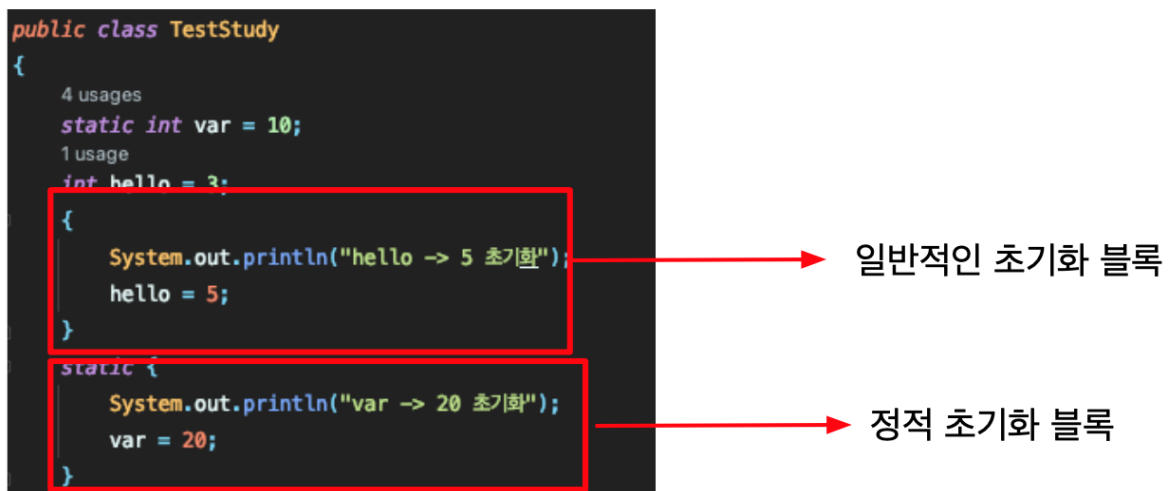 public class TestStudy
{
4 usages
static int var = 10;
1 usage
int hello = 3;
{
System.out.println("hello -> 5 초기화");
hello = 5;
}
일반적인 초기화 블록
static {
System.out.println("var -> 20 초기화");
var = 20;
}
정적 초기화 블록